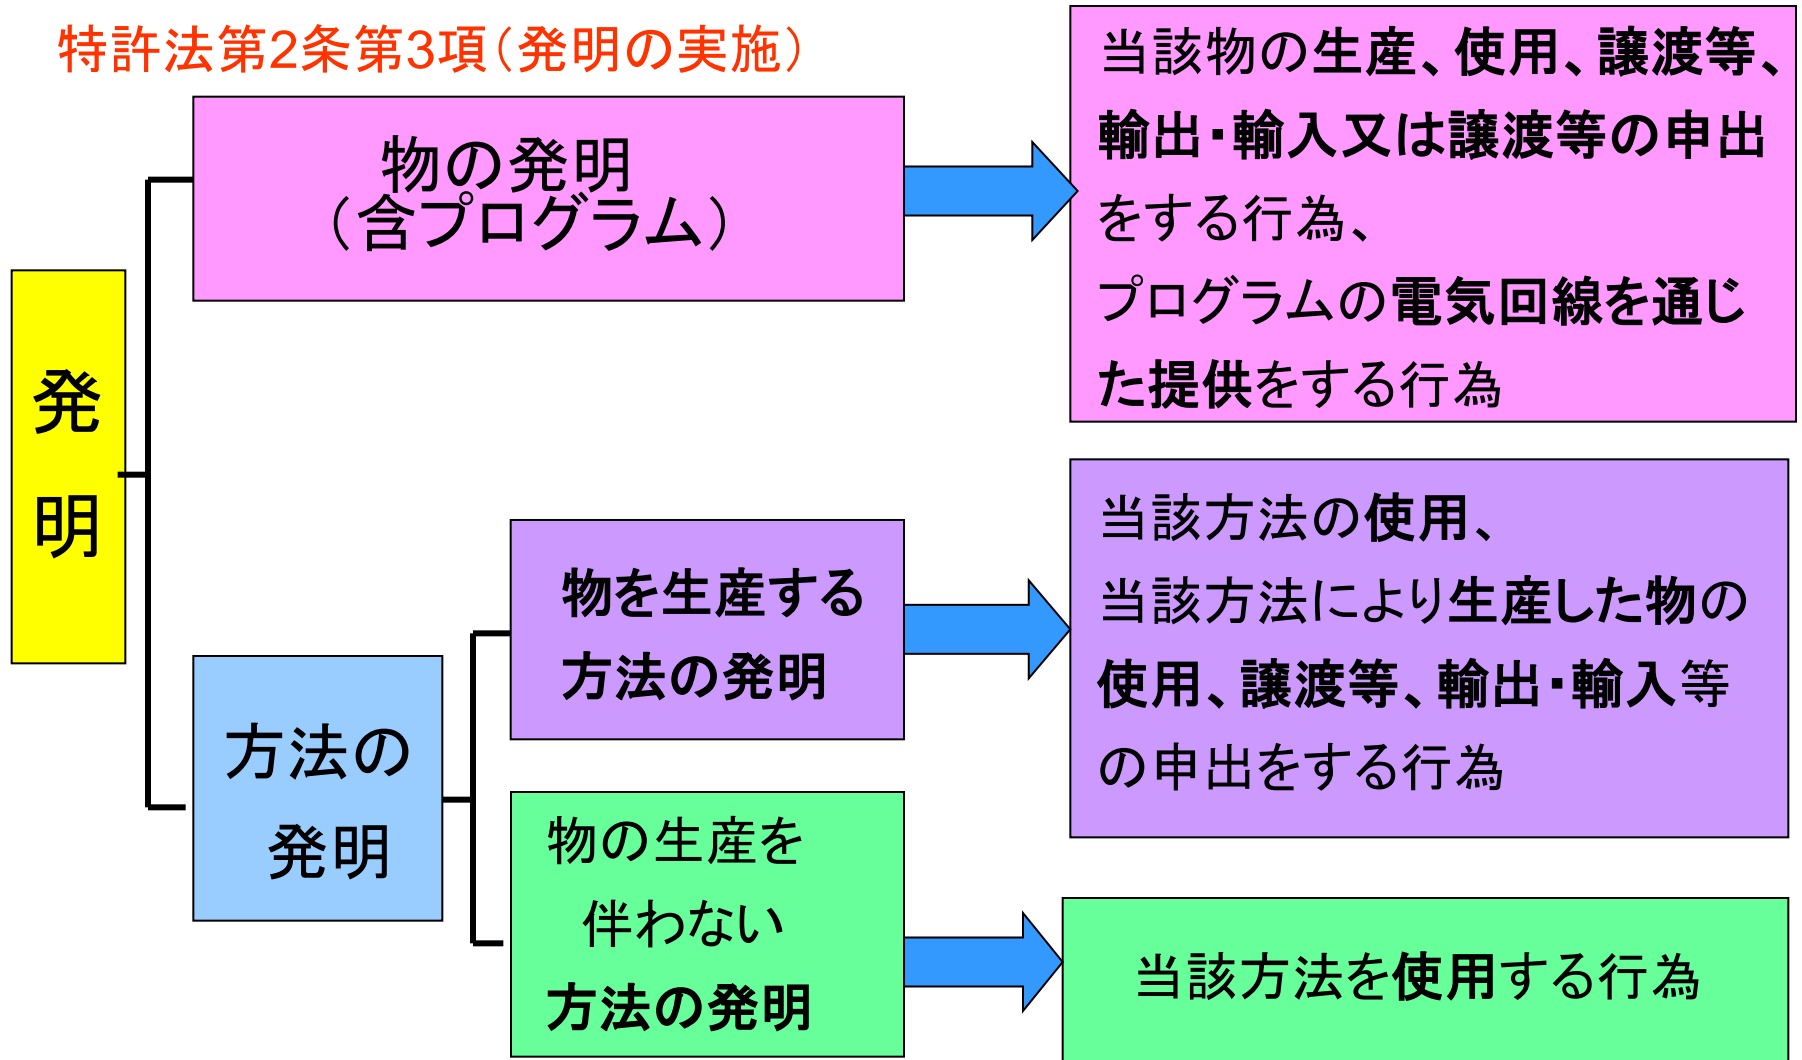 特許法第2条第3項（発明の実施）
発
明
物の発明
（含プログラム）
当該物の生産、使用、譲渡等、
輸出・輸入又は譲渡等の申出
をする行為、
プログラムの電気回線を通じ
た提供をする行為
方法の
発明
物を生産する
方法の発明
当該方法の使用、
当該方法により生産した物の
使用、譲渡等、輸出・輸入等
の申出をする行為
物の生産を
伴わない
方法の発明
当該方法を使用する行為